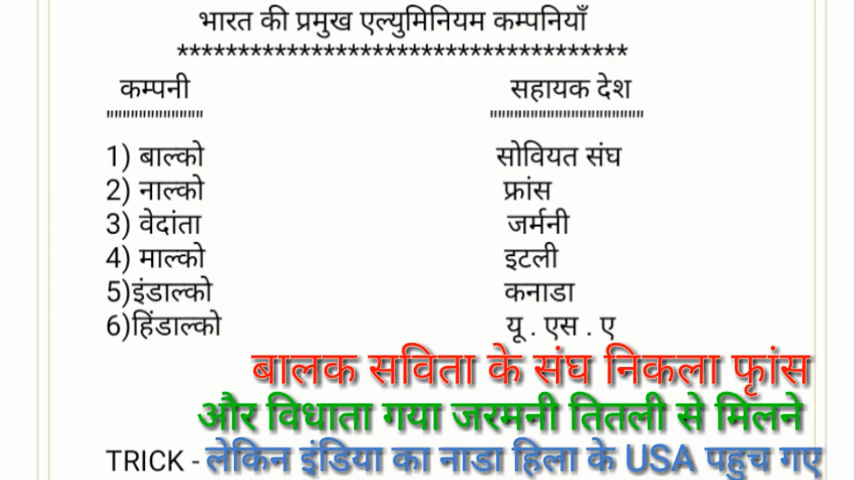 भारत की प्रमुख एल्युमिनियम कम्पनियाँ
*************************************
कम्पनी सहायक देश
"""""""""""""""" """"""""""""""""""""""""""
1) बाल्को सोवियत संघ
2) नाल्को फ्रांस
3) वेदांता जर्मनी
4) माल्को इटली
5)इंडाल्को कनाडा
6)हिंडाल्को यू . एस . ए
बालक सविता के संघ निकला फृांस
और विधाता गया जरमनी तितली से मिलने
TRICK - लेकिन इंडिया का नाडा हिला के USA पहुच गए